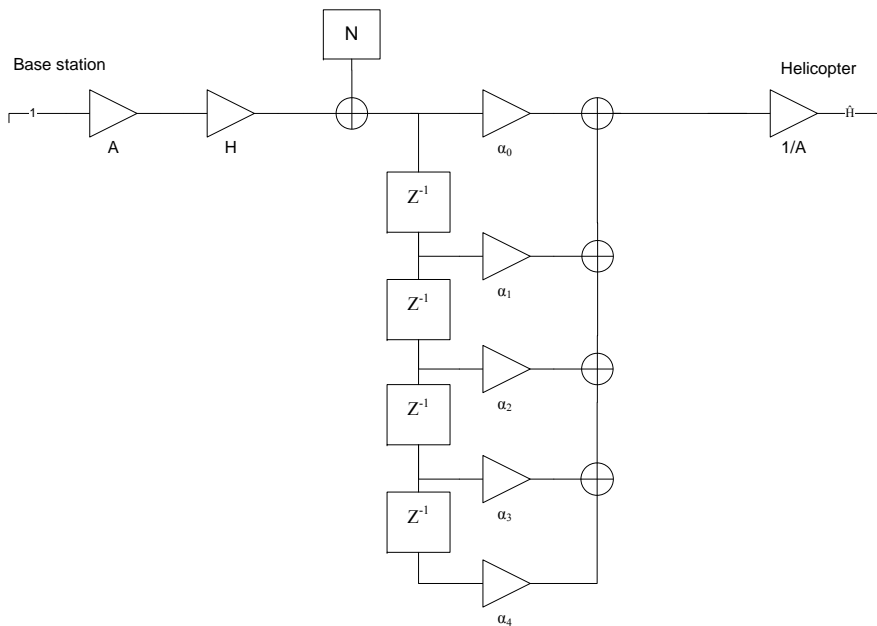 N
Base station
Helicopter
1
Ĥ
A
H
α₀
1/A
Z⁻¹
α₁
Z⁻¹
α₂
Z⁻¹
α₃
Z⁻¹
α₄